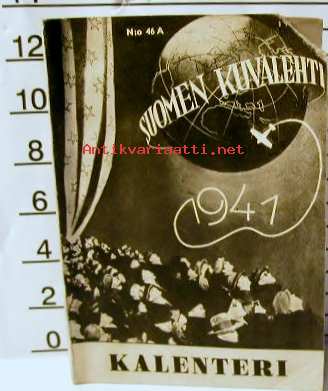 N:o 46 A
SUOMEN KUVALEHTI
Antikvariaatti.net
1941
KALENTERI
12
10
8
6
4
2
0